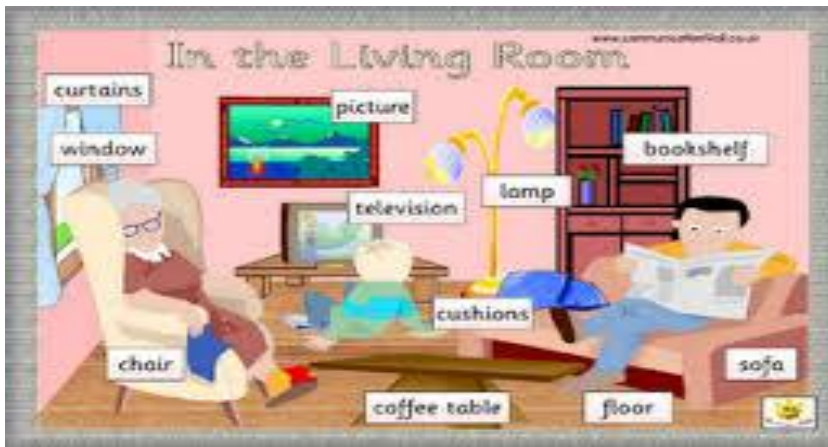 In the Living Room
curtains
picture
window
bookshelf
lamp
television
cushions
chair
sofa
coffee table
floor